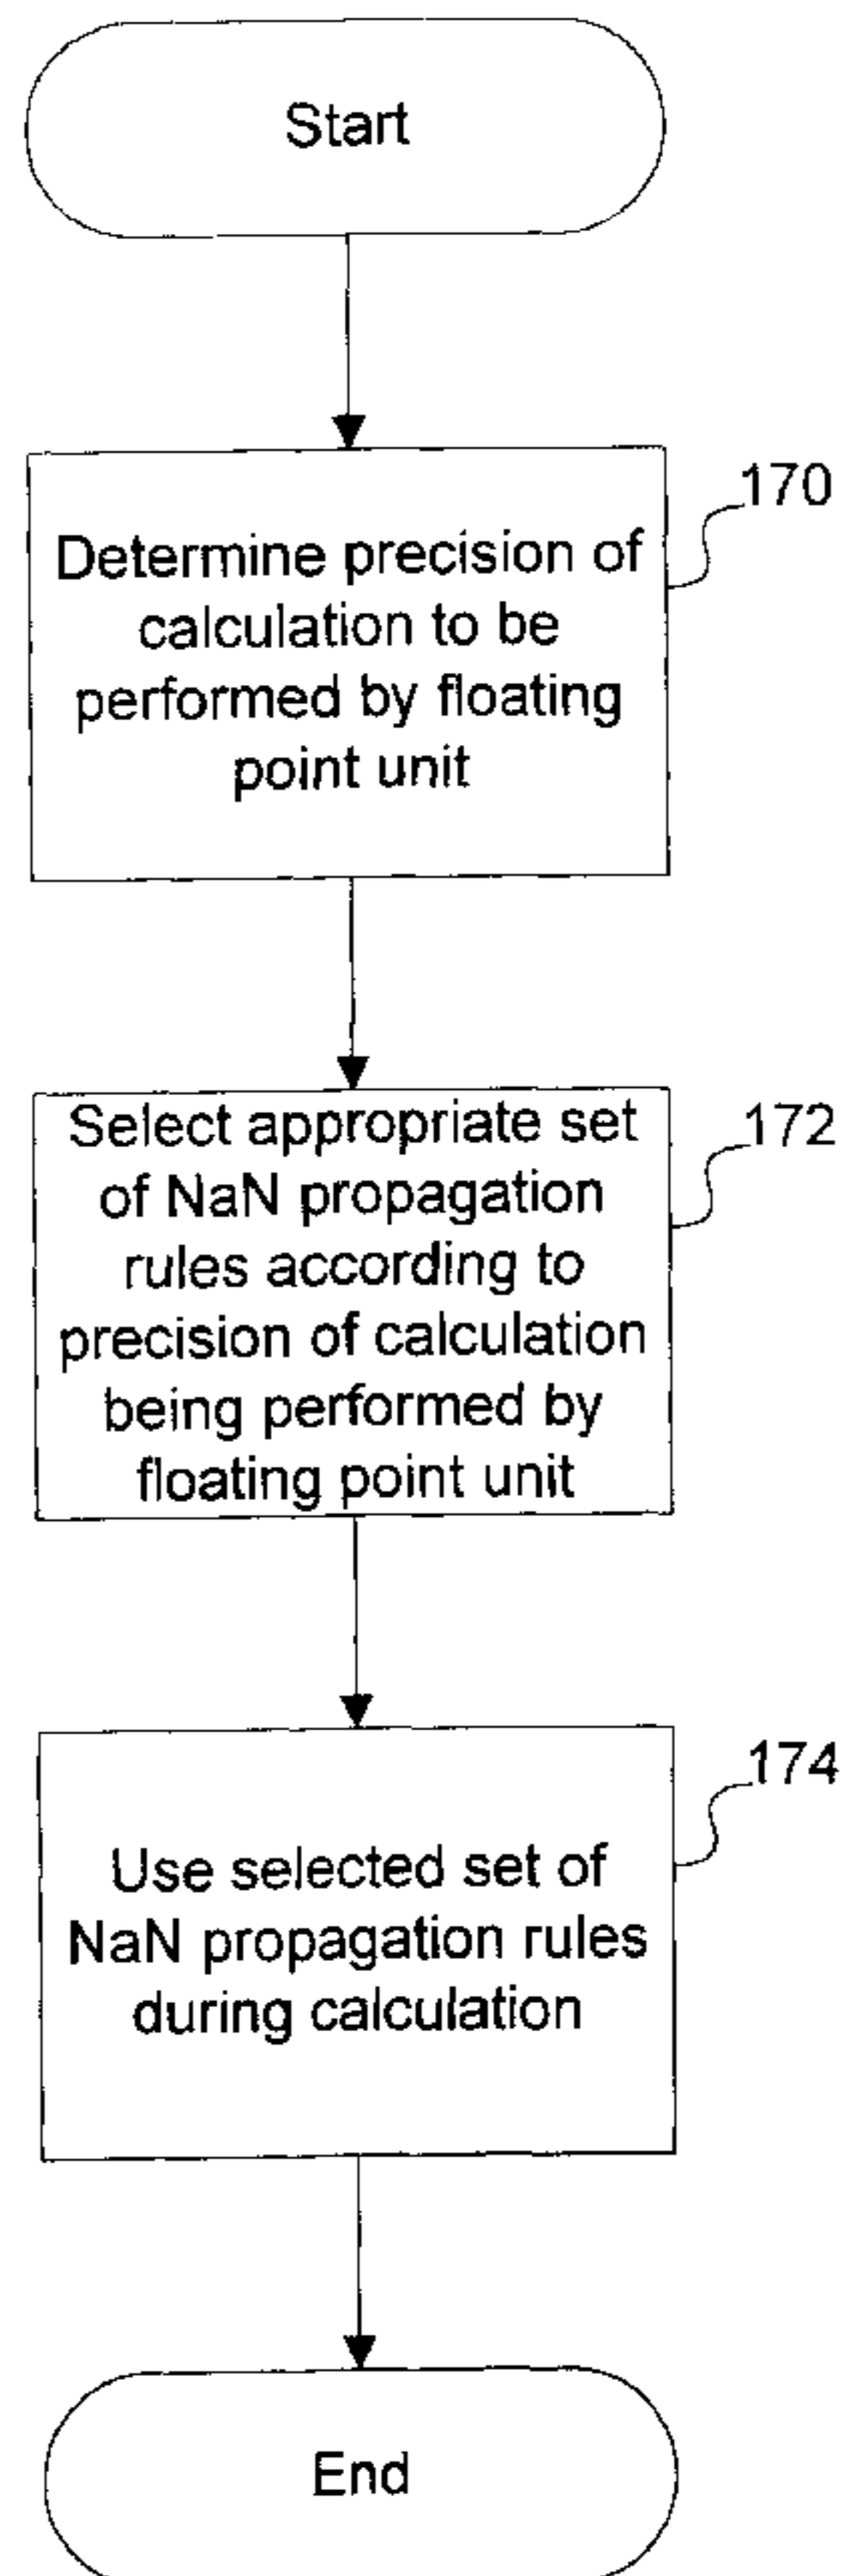 Start
170
Determine precision of
calculation to be
performed by floating
point unit
172
Select appropriate set
of NaN propagation
rules according to
precision of calculation
being performed by
floating point unit
174
Use selected set of
NaN propagation rules
during calculation
End